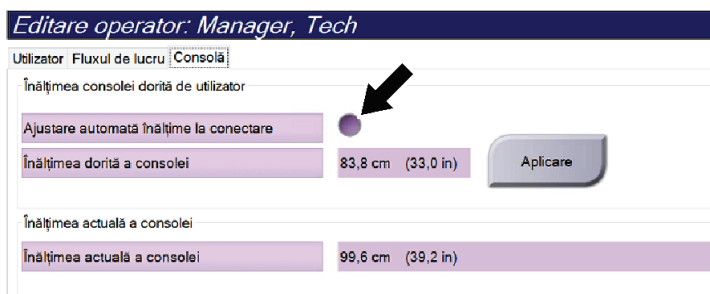 Editare operator: Manager, Tech
Utilizator Fluxul de lucru Consolă
Înălțimea consolei dorită de utilizator
Ajustare automată înălțime la conectare
Înălțimea dorită a consolei 83,8 cm (33,0 in) Aplicare
Înălțimea actuală a consolei
Înălțimea actuală a consolei 99,6 cm (39,2 in)